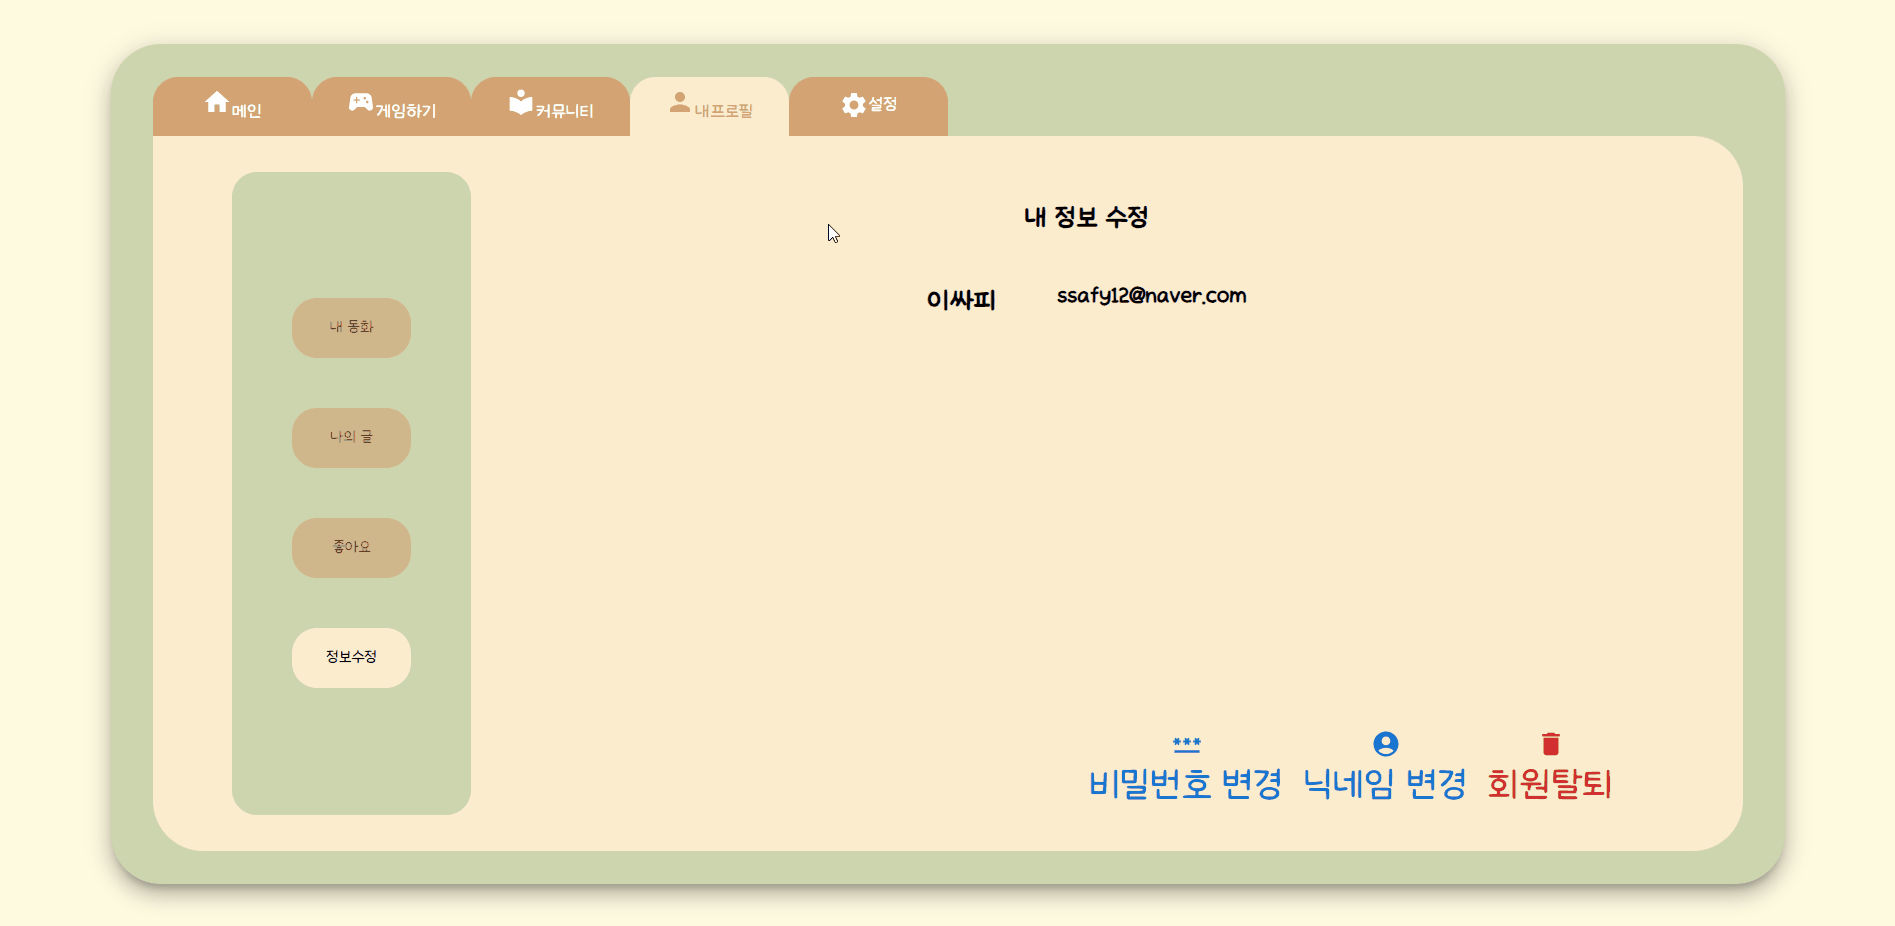 메인 게임하기 커뮤니티 내프로필 설정
내 동화
나의 글
좋아요
정보수정
내 정보 수정
이싸피 ssafy12@naver.com
비밀번호 변경 닉네임 변경 회원탈퇴